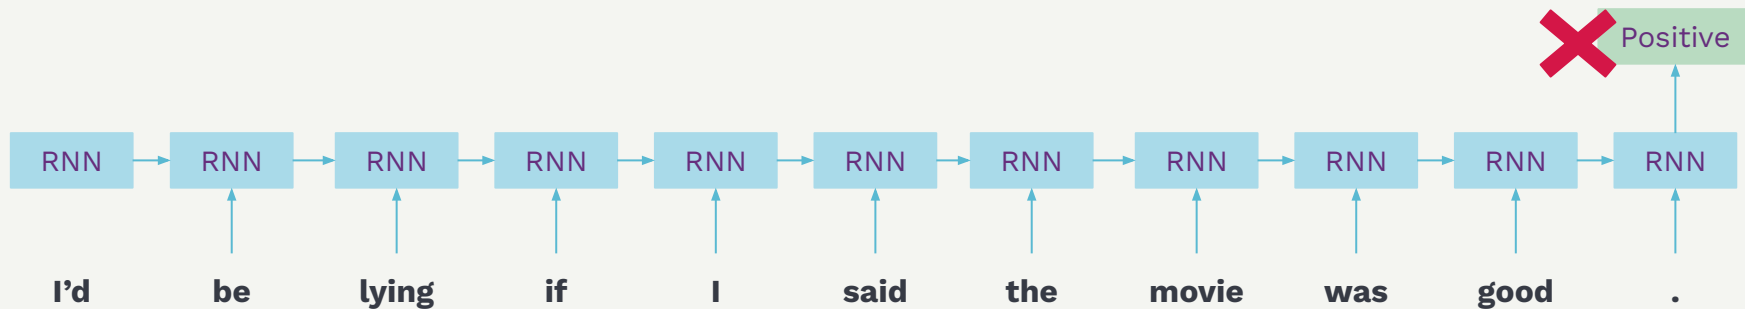 Positive
RNN RNN RNN RNN RNN RNN RNN RNN RNN RNN RNN
I’d be lying if I said the movie was good .